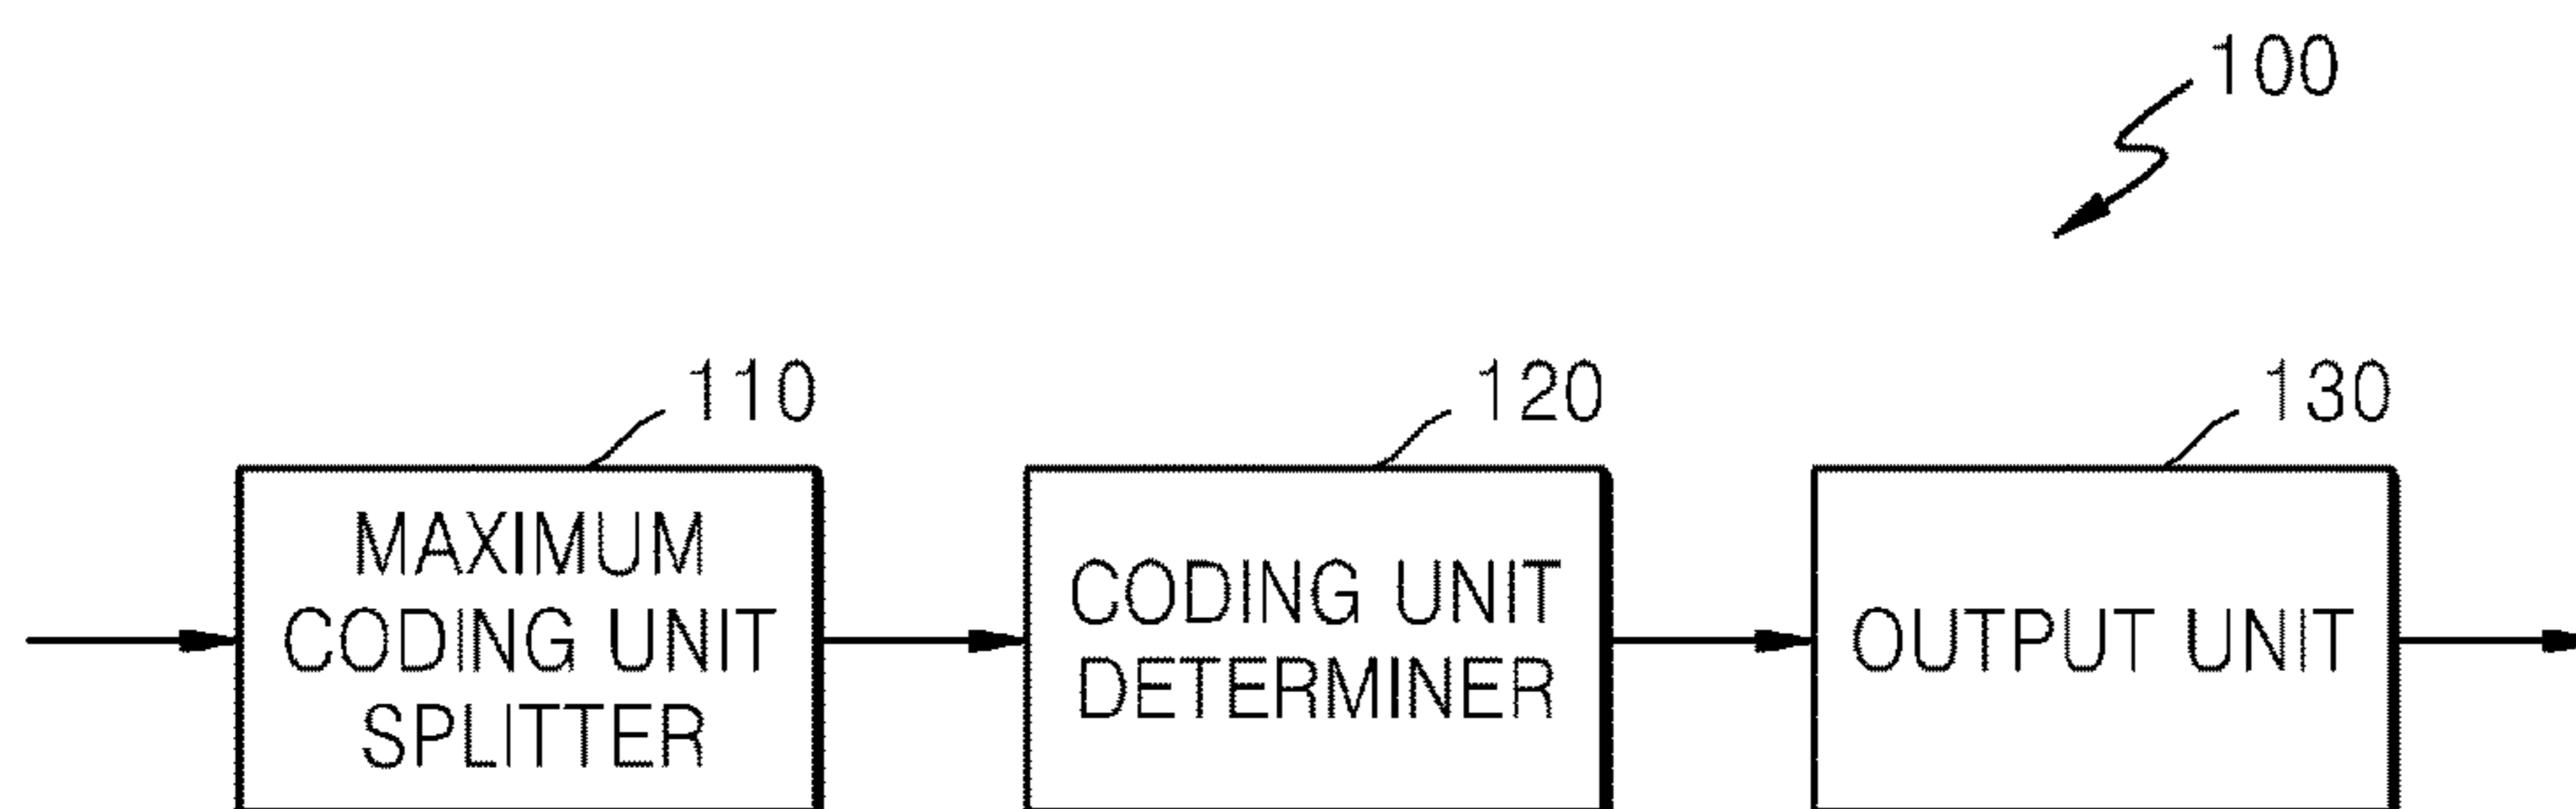 100
110
120
130
MAXIMUM
CODING UNIT
SPLITTER
CODING UNIT
DETERMINER
OUTPUT UNIT